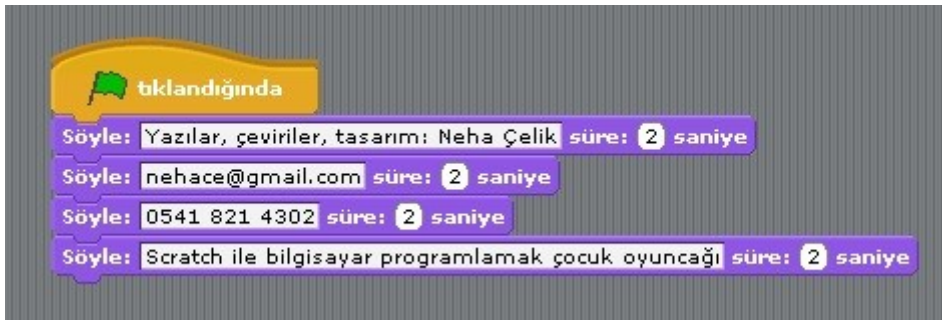 tıklandığında
Söyle: Yazılar, çeviriler, tasarım: Neha Çelik süre: 2 saniye
Söyle: nehace@gmail.com süre: 2 saniye
Söyle: 0541 821 4302 süre: 2 saniye
Söyle: Scratch ile bilgisayar programlamak çocuk oyuncağı süre: 2 saniye